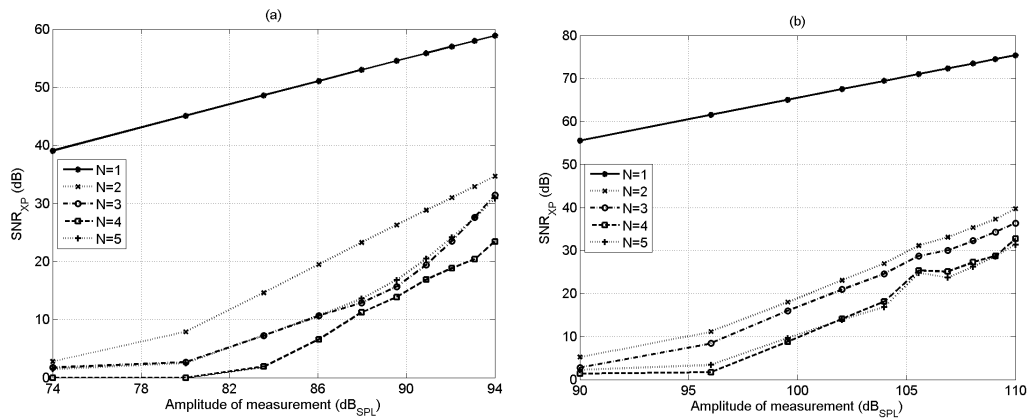 (a)
60
50
40
30
20
10
0
SNR_XP (dB)
N=1
N=2
N=3
N=4
N=5
74 78 82 86 90 94
Amplitude of measurement (dB_SPL)
(b)
80
70
60
50
40
30
20
10
0
SNR_XP (dB)
N=1
N=2
N=3
N=4
N=5
90 95 100 105 110
Amplitude of measurement (dB_SPL)